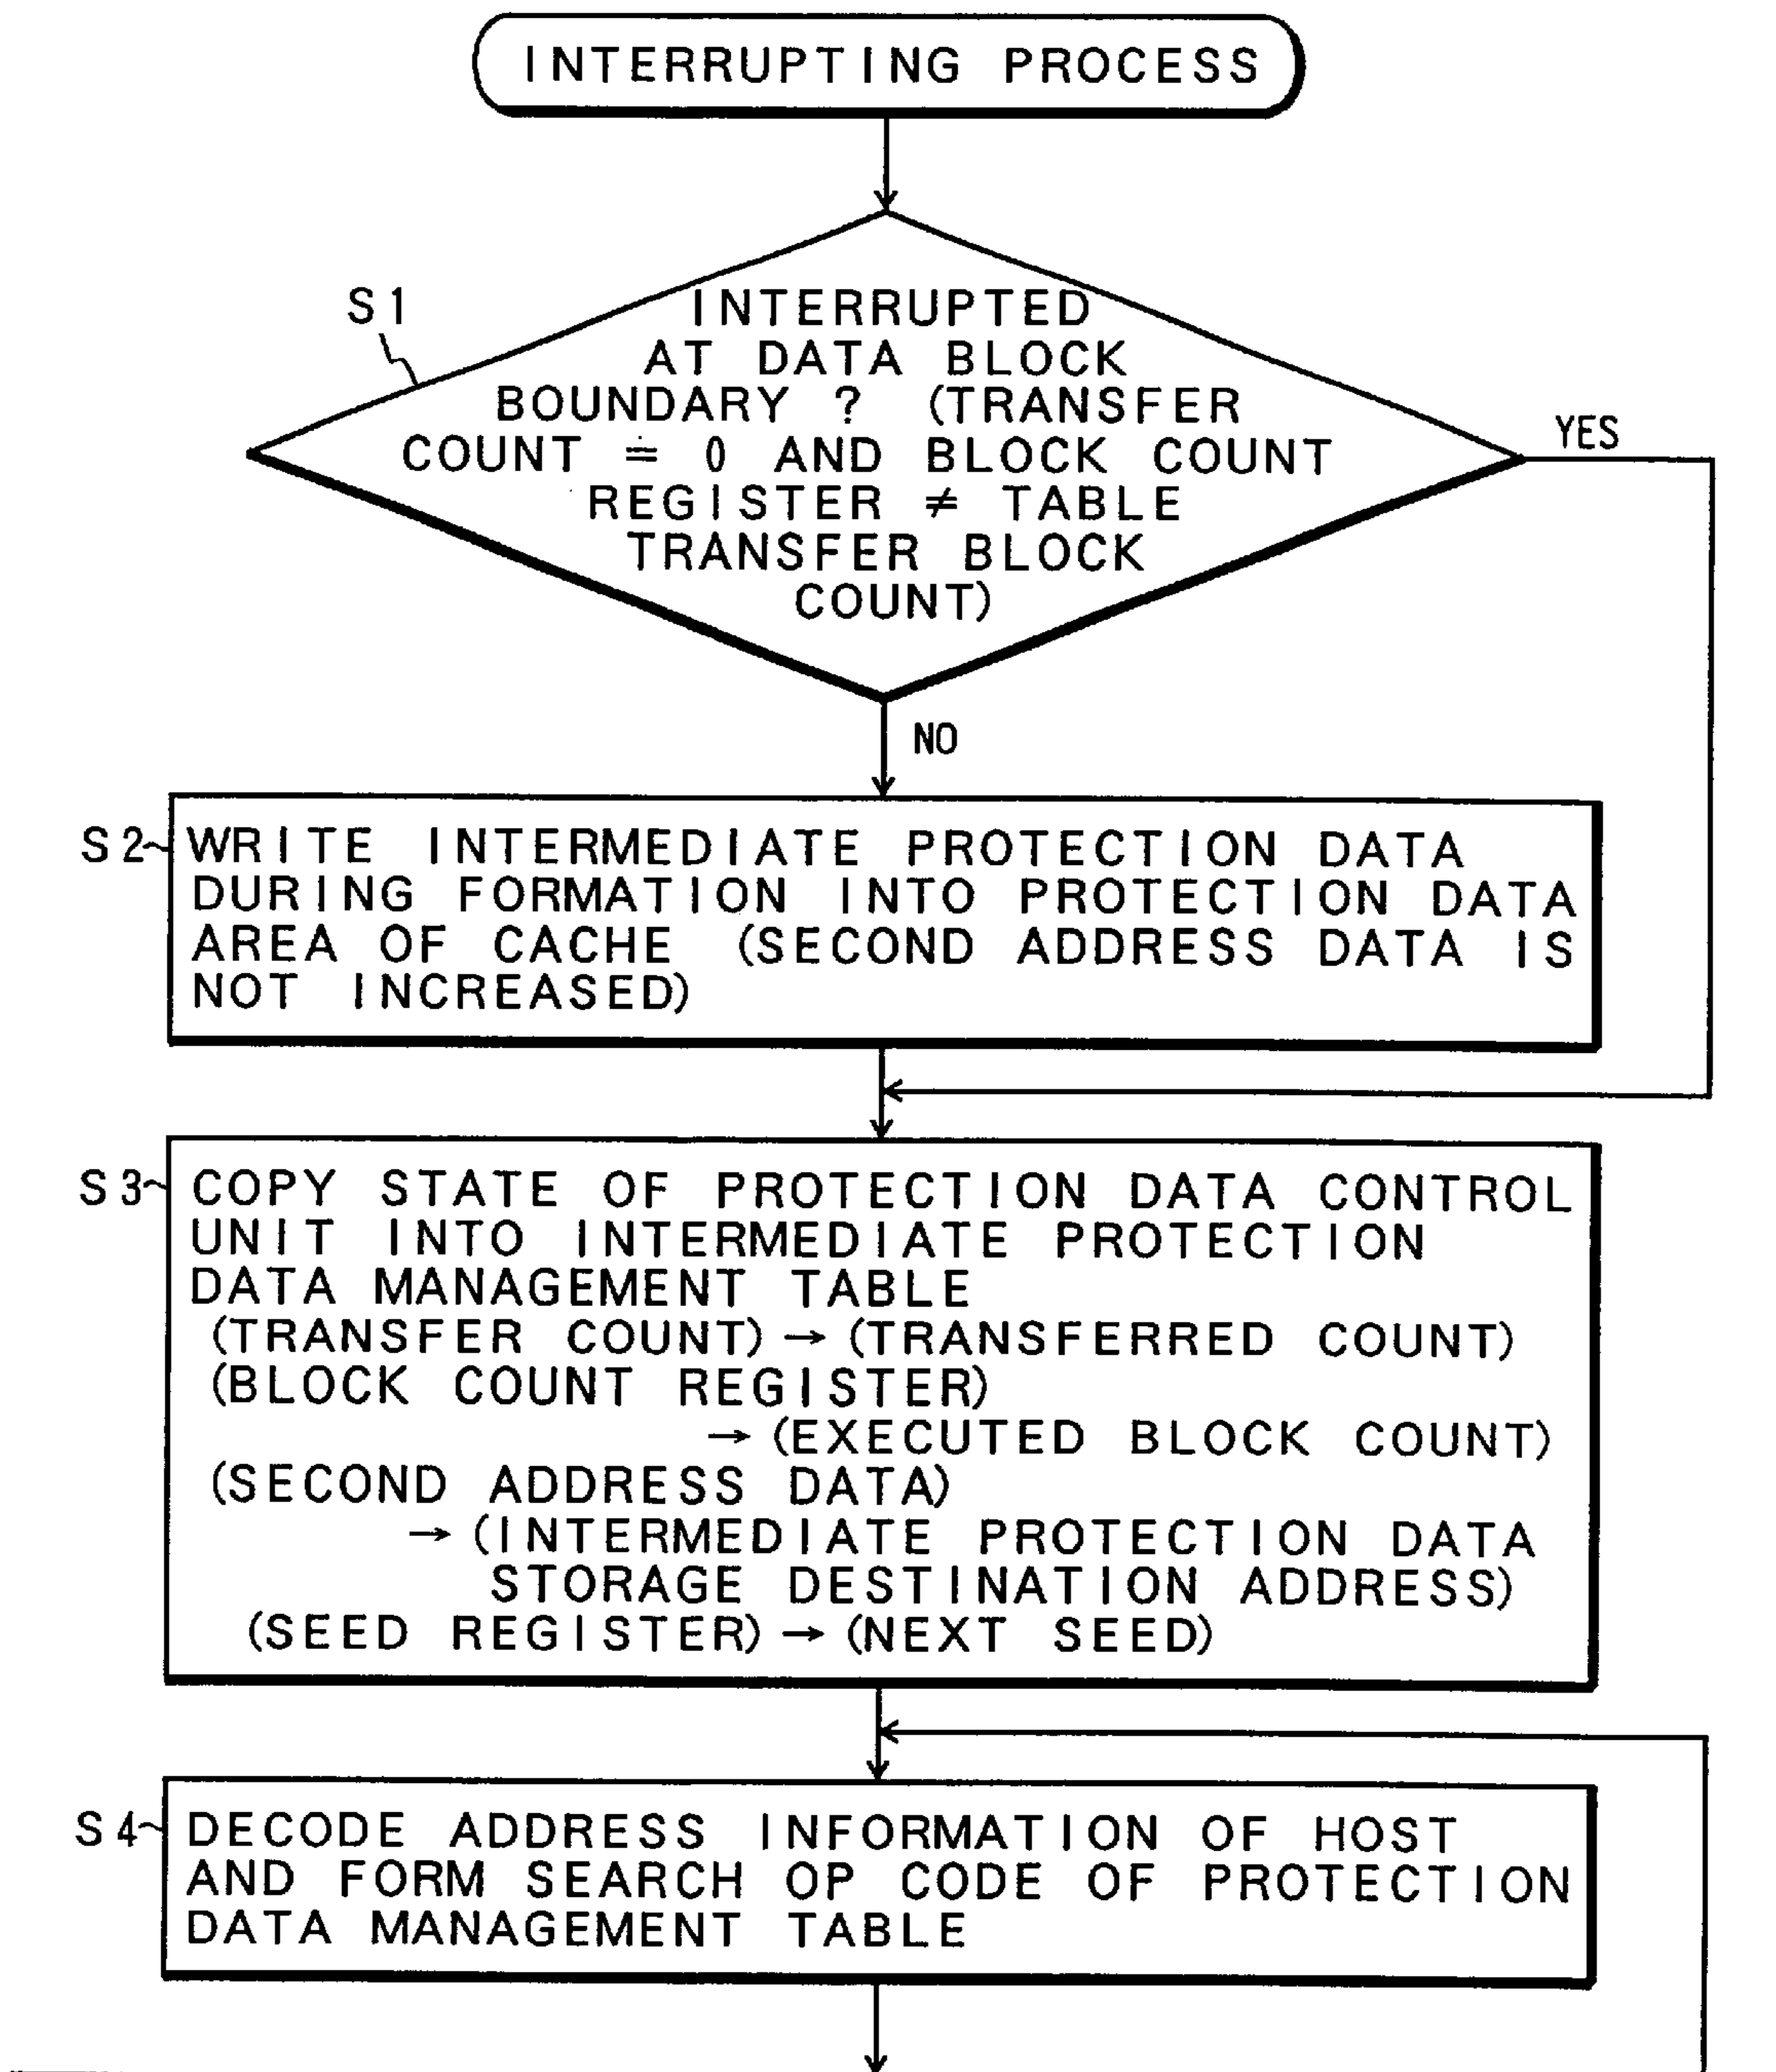 INTERRUPTING PROCESS
S1
INTERRUPTED
AT DATA BLOCK
BOUNDARY ? (TRANSFER
COUNT ≐ 0 AND BLOCK COUNT
REGISTER ≠ TABLE
TRANSFER BLOCK
COUNT)
YES
NO
S2
WRITE INTERMEDIATE PROTECTION DATA
DURING FORMATION INTO PROTECTION DATA
AREA OF CACHE (SECOND ADDRESS DATA IS
NOT INCREASED)
S3
COPY STATE OF PROTECTION DATA CONTROL
UNIT INTO INTERMEDIATE PROTECTION
DATA MANAGEMENT TABLE
(TRANSFER COUNT) → (TRANSFERRED COUNT)
(BLOCK COUNT REGISTER)
→ (EXECUTED BLOCK COUNT)
(SECOND ADDRESS DATA)
→ (INTERMEDIATE PROTECTION DATA
STORAGE DESTINATION ADDRESS)
(SEED REGISTER) → (NEXT SEED)
S4
DECODE ADDRESS INFORMATION OF HOST
AND FORM SEARCH OP CODE OF PROTECTION
DATA MANAGEMENT TABLE